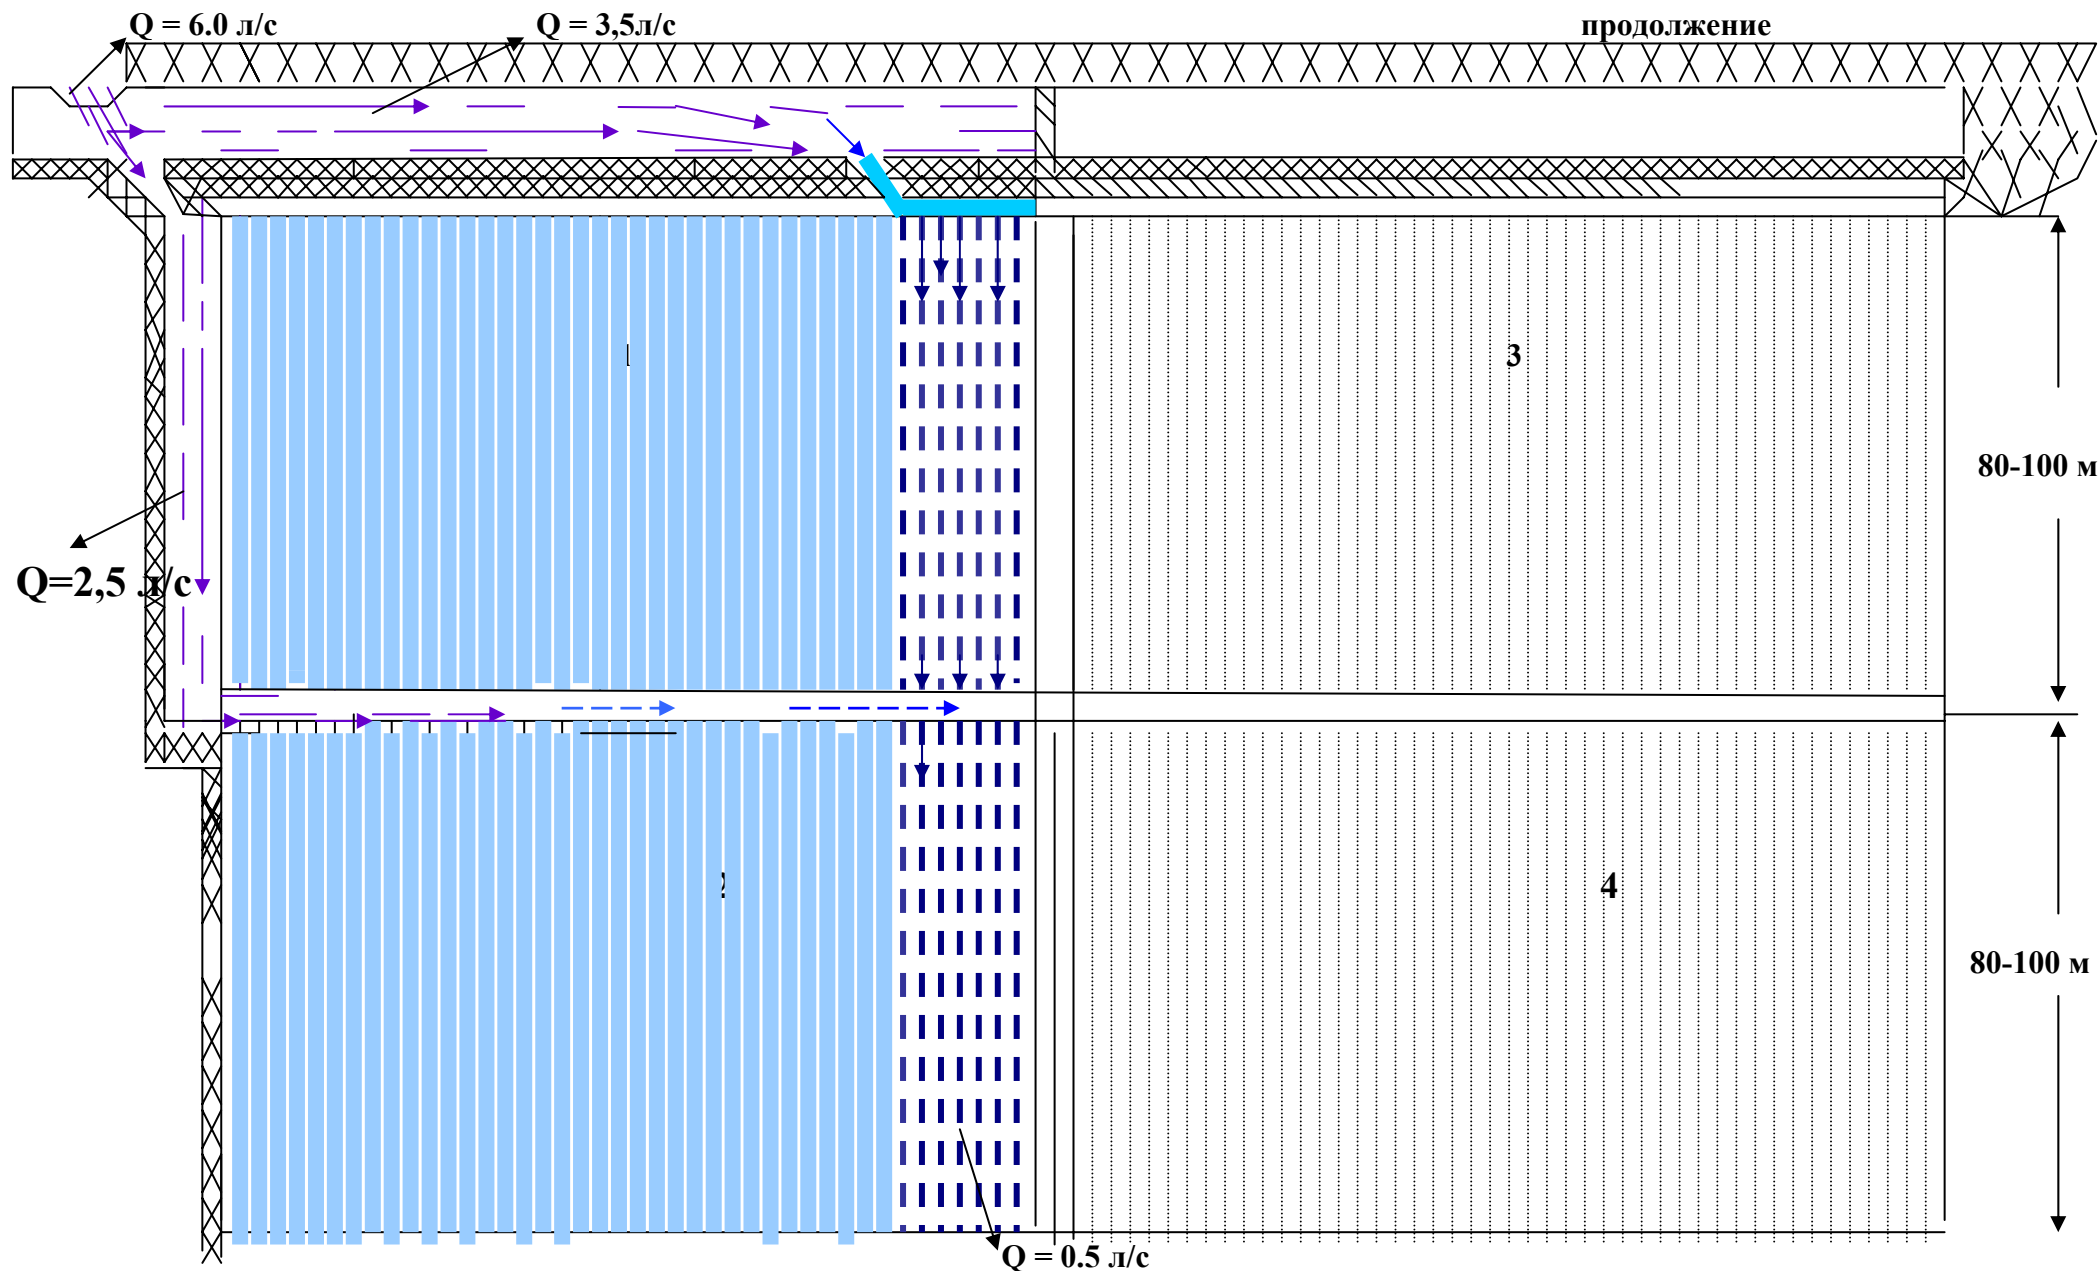 Q = 6.0 л/с
Q = 3,5л/с
продолжение
3
80-100 м
Q=2,5 л/с
4
80-100 м
Q = 0.5 л/с